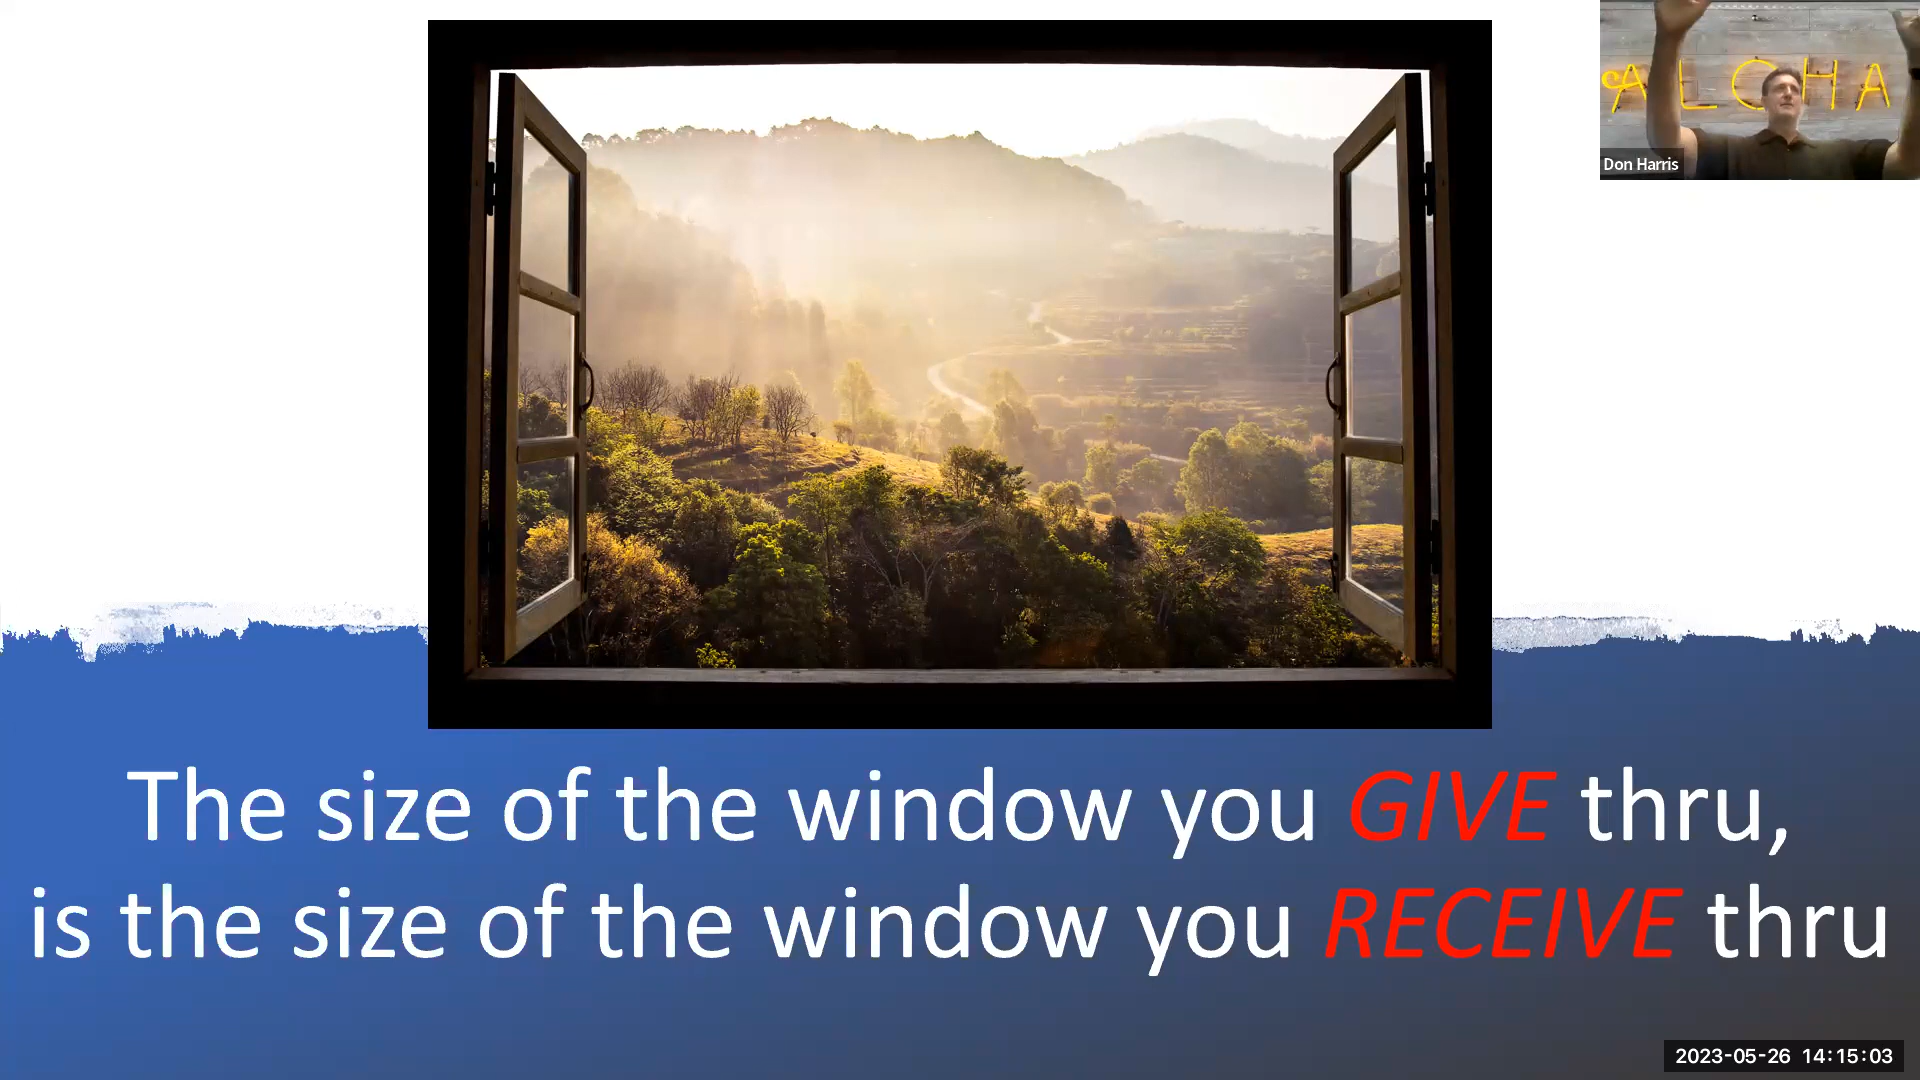 ALOHA
Don Harris
The size of the window you GIVE thru,
is the size of the window you RECEIVE thru
2023-05-26 14:15:03